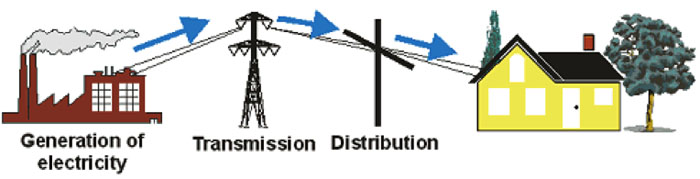 Generation of
electricity
Transmission
Distribution